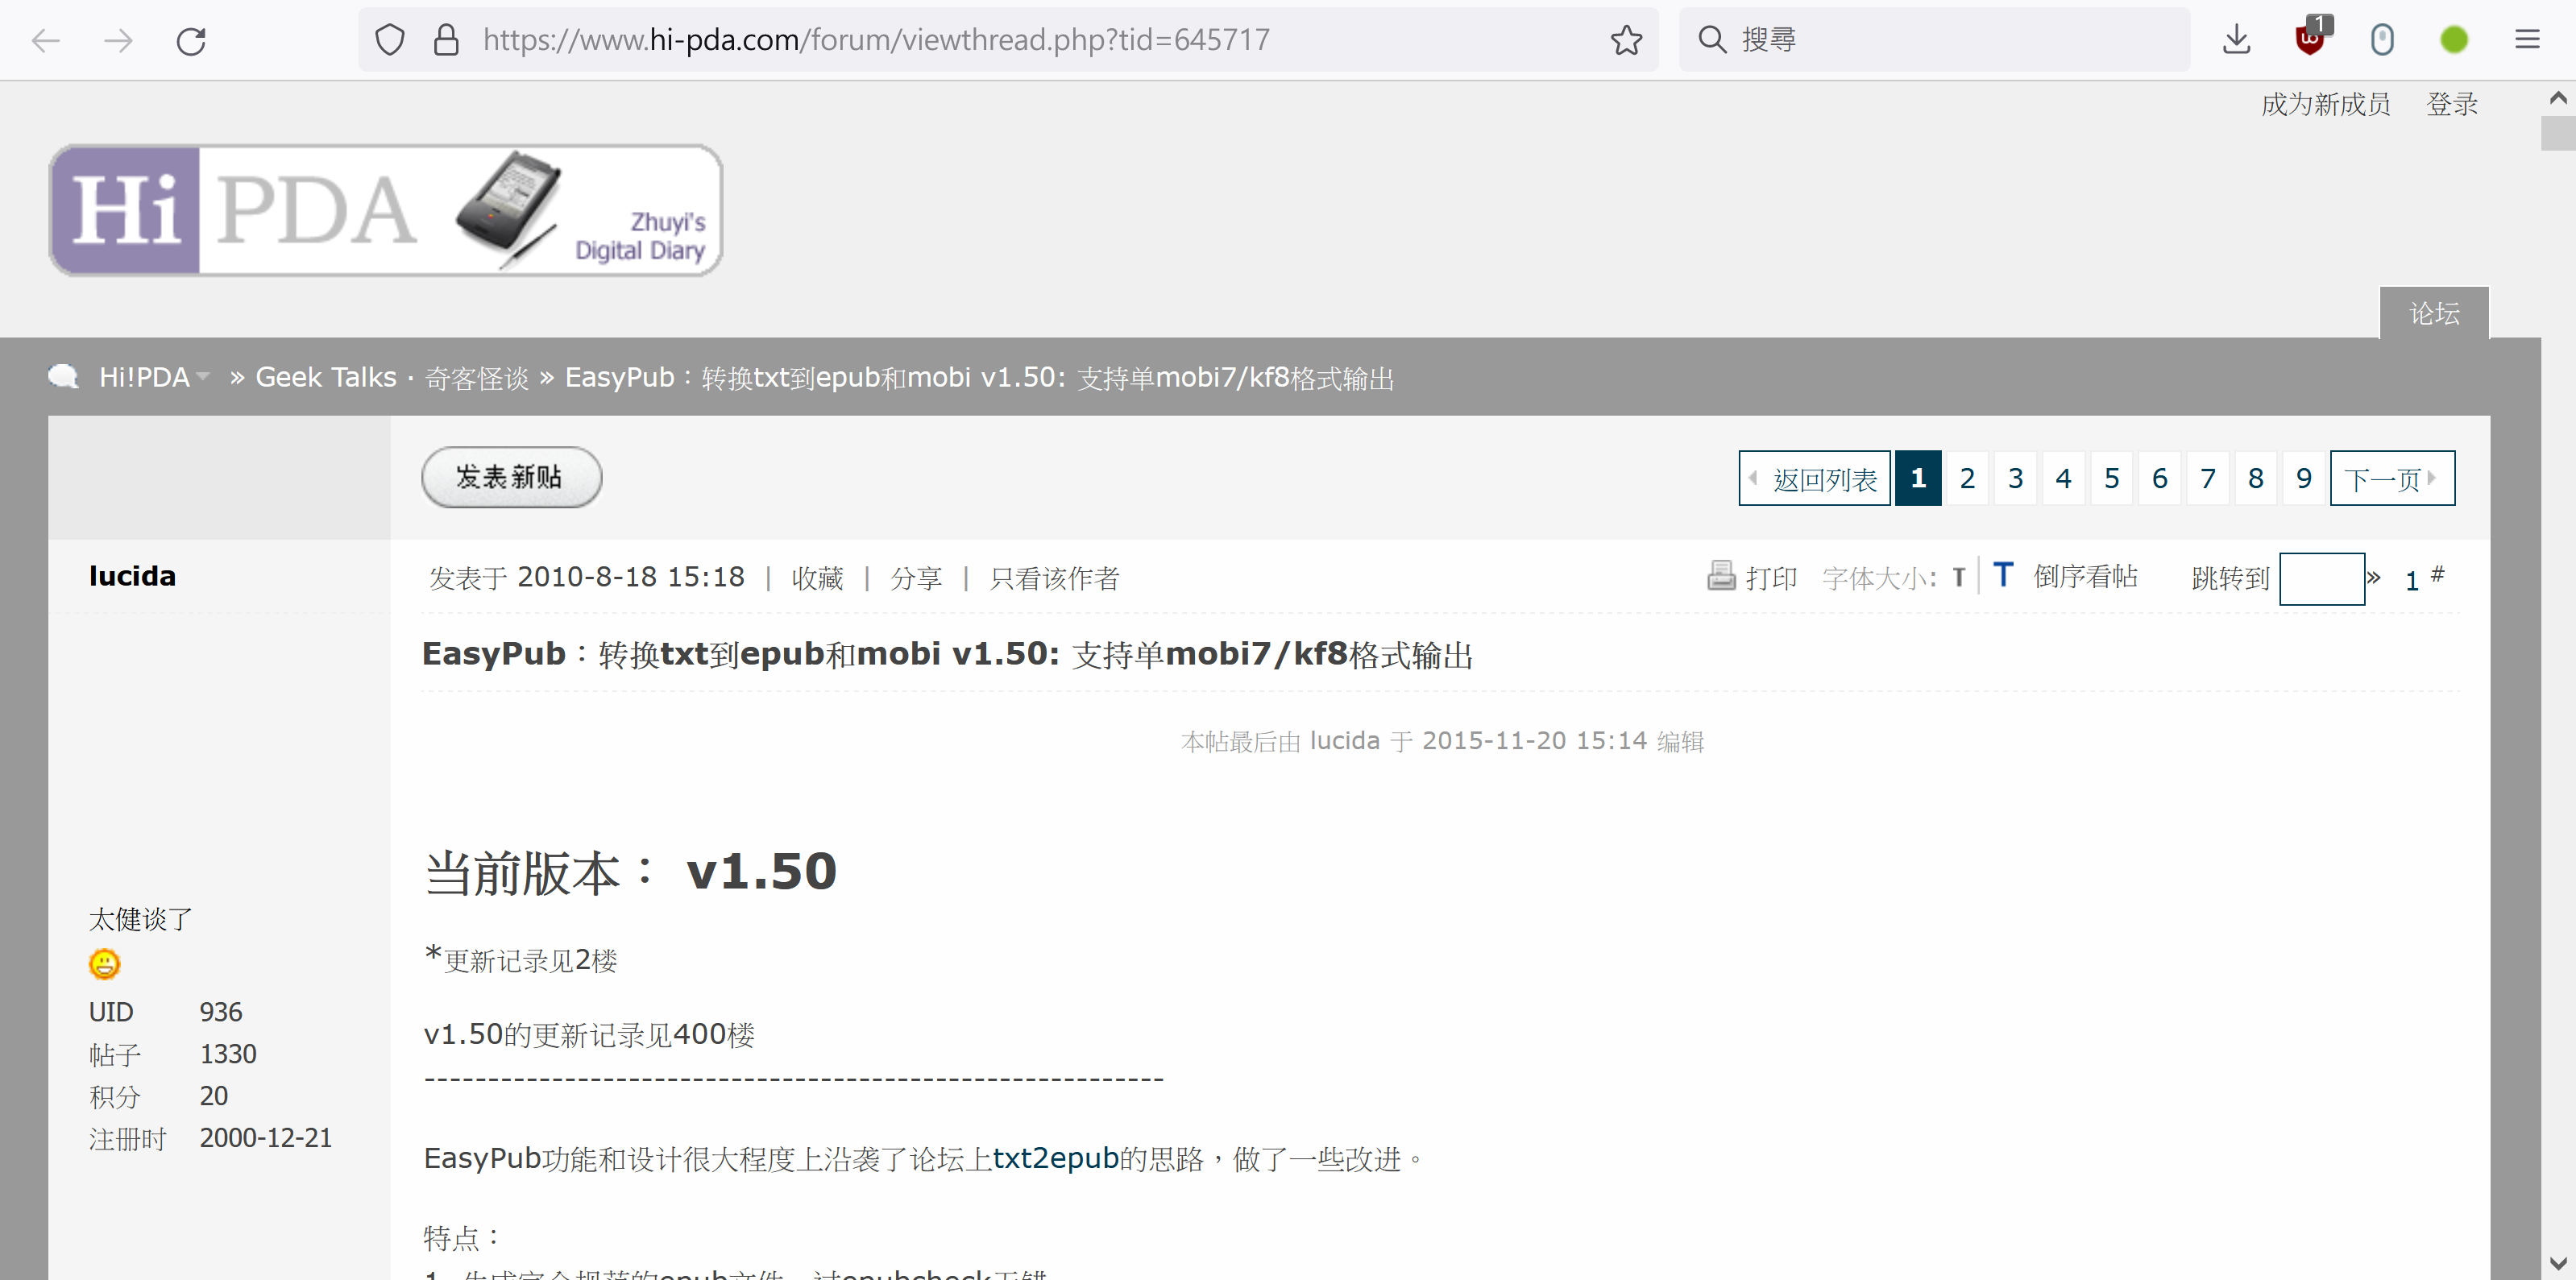 https://www.hi-pda.com/forum/viewthread.php?tid=645717
搜尋
1
成为新成员 登录
Hi PDA
Zhuyi's
Digital Diary
论坛
Hi!PDA » Geek Talks · 奇客怪谈 » EasyPub：转换txt到epub和mobi v1.50: 支持单mobi7/kf8格式输出
发表新贴
返回列表 1 2 3 4 5 6 7 8 9 下一页
lucida
发表于 2010-8-18 15:18 | 收藏 | 分享 | 只看该作者
打印 字体大小: T | T 倒序看帖 跳转到 » 1 #
EasyPub：转换txt到epub和mobi v1.50: 支持单mobi7/kf8格式输出
本帖最后由 lucida 于 2015-11-20 15:14 编辑
当前版本： v1.50
太健谈了
*更新记录见2楼
UID 936
v1.50的更新记录见400楼
帖子 1330
----------------------------------------------------------
积分 20
注册时 2000-12-21
EasyPub功能和设计很大程度上沿袭了论坛上txt2epub的思路，做了一些改进。
特点：